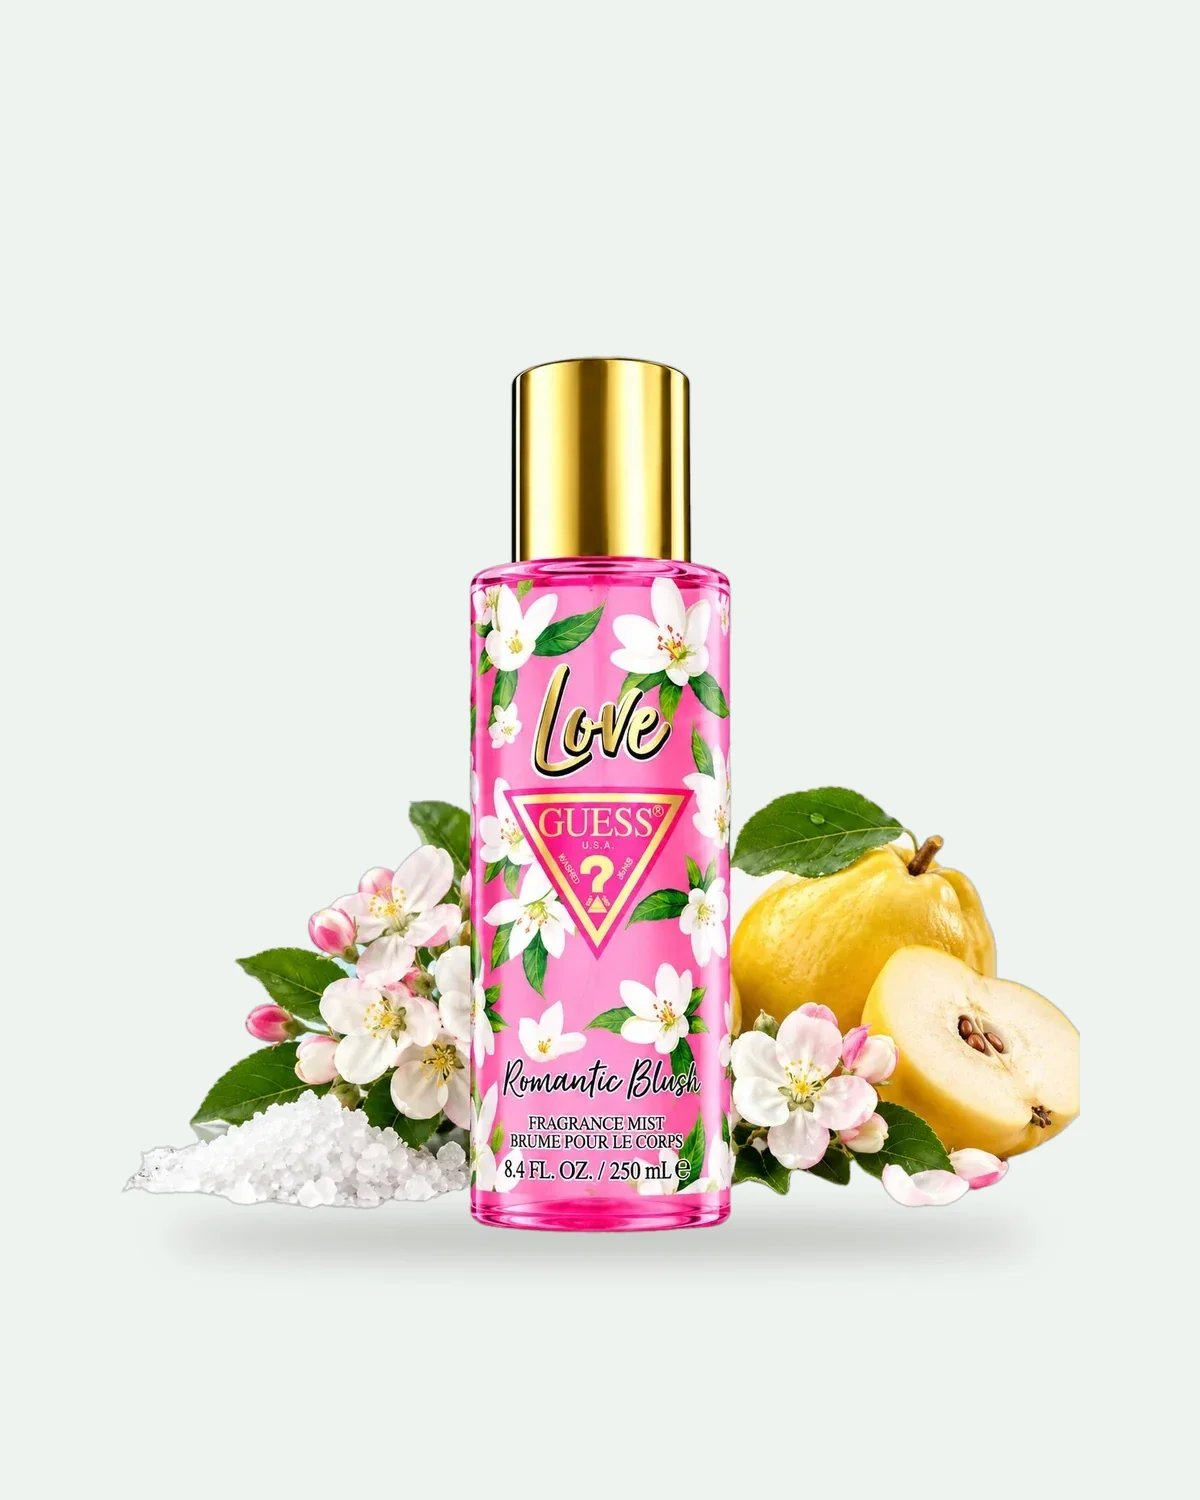 Love
GUESS®
U.S.A.
WASHED JEANS
?
Romantic Blush
FRAGRANCE MIST
BRUME POUR LE CORPS
8.4 FL. OZ. / 250 mL ℮